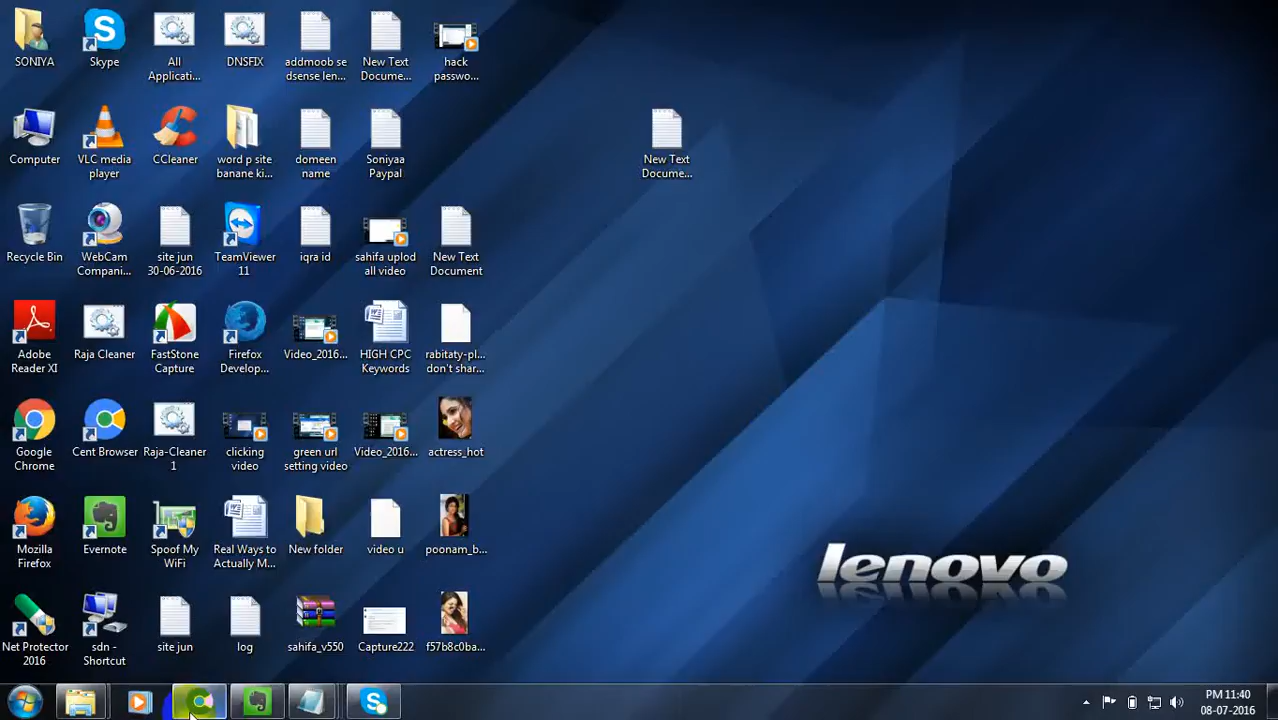 SONIYA
Skype
All
Applicati...
DNSFIX
addmoob se
dsense len...
New Text
Docume...
hack
passwo...
Computer
VLC media
player
CCleaner
word p site
banane ki...
domeen
name
Soniyaa
Paypal
New Text
Docume...
Recycle Bin
WebCam
Compani...
site jun
30-06-2016
TeamViewer
11
iqra id
sahifa uplod
all video
New Text
Document
Adobe
Reader XI
Raja Cleaner
FastStone
Capture
Firefox
Develop...
Video_2016...
HIGH CPC
Keywords
rabitaty-pl...
don't shar...
Google
Chrome
Cent Browser
Raja-Cleaner
1
clicking
video
green url
setting video
Video_2016...
actress_hot
Mozilla
Firefox
Evernote
Spoof My
WiFi
Real Ways to
Actually M...
New folder
video u
poonam_b...
lenovo
Net Protector
2016
sdn -
Shortcut
site jun
log
sahifa_v550
Capture222
f57b8c0ba...
PM 11:40
08-07-2016